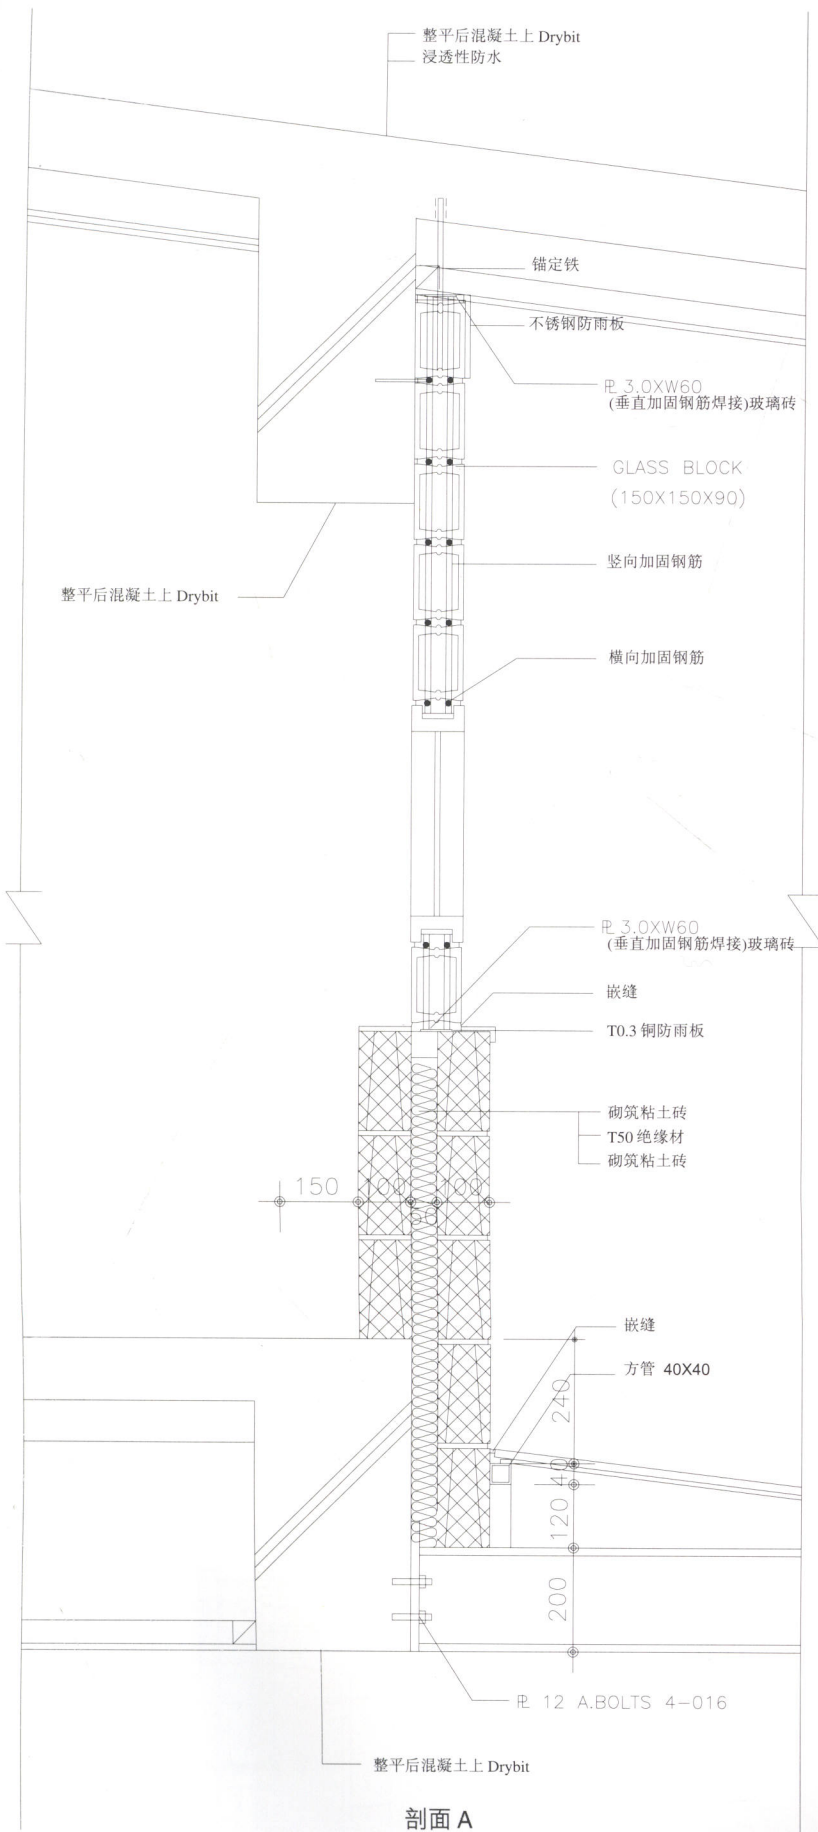 整平后混凝土上 Drybit
浸透性防水
锚定铁
不锈钢防雨板
PL 3.0XW60
(垂直加固钢筋焊接)玻璃砖
GLASS BLOCK
(150X150X90)
竖向加固钢筋
整平后混凝土上 Drybit
横向加固钢筋
PL 3.0XW60
(垂直加固钢筋焊接)玻璃砖
嵌缝
T0.3 铜防雨板
砌筑粘土砖
T50 绝缘材
砌筑粘土砖
150 100 50 100
嵌缝
方管 40X40
240
40
120
200
PL 12 A.BOLTS 4-016
整平后混凝土上 Drybit
剖面 A